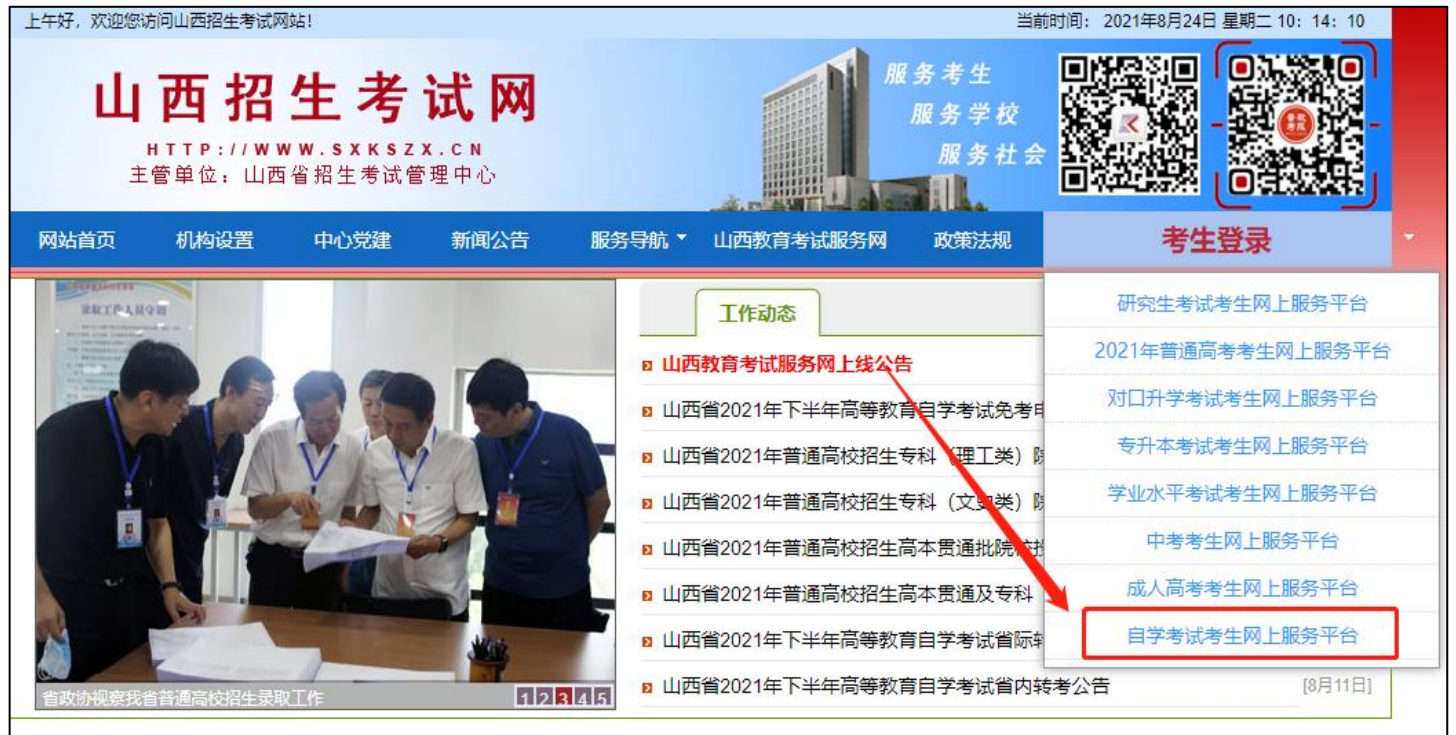 上午好，欢迎您访问山西招生考试网站！
当前时间： 2021年8月24日 星期二 10：14：10
山西招生考试网
HTTP://WWW.SXKSZX.CN
主管单位：山西省招生考试管理中心
服务考生
服务学校
服务社会
网站首页 机构设置 中心党建 新闻公告 服务导航 山西教育考试服务网 政策法规 考生登录
研究生考试考生网上服务平台
2021年普通高考考生网上服务平台
对口升学考试考生网上服务平台
专升本考试考生网上服务平台
学业水平考试考生网上服务平台
中考考生网上服务平台
成人高考考生网上服务平台
自学考试考生网上服务平台
录取工作人员守则
省政协视察我省普通高校招生录取工作
1 2 3 4 5
工作动态
山西教育考试服务网上线公告
山西省2021年下半年高等教育自学考试免考申
山西省2021年普通高校招生专科（理工类）院
山西省2021年普通高校招生专科（文史类）院
山西省2021年普通高校招生高本贯通批院校投
山西省2021年普通高校招生高本贯通及专科
山西省2021年下半年高等教育自学考试省际转
山西省2021年下半年高等教育自学考试省内转考公告 [8月11日]